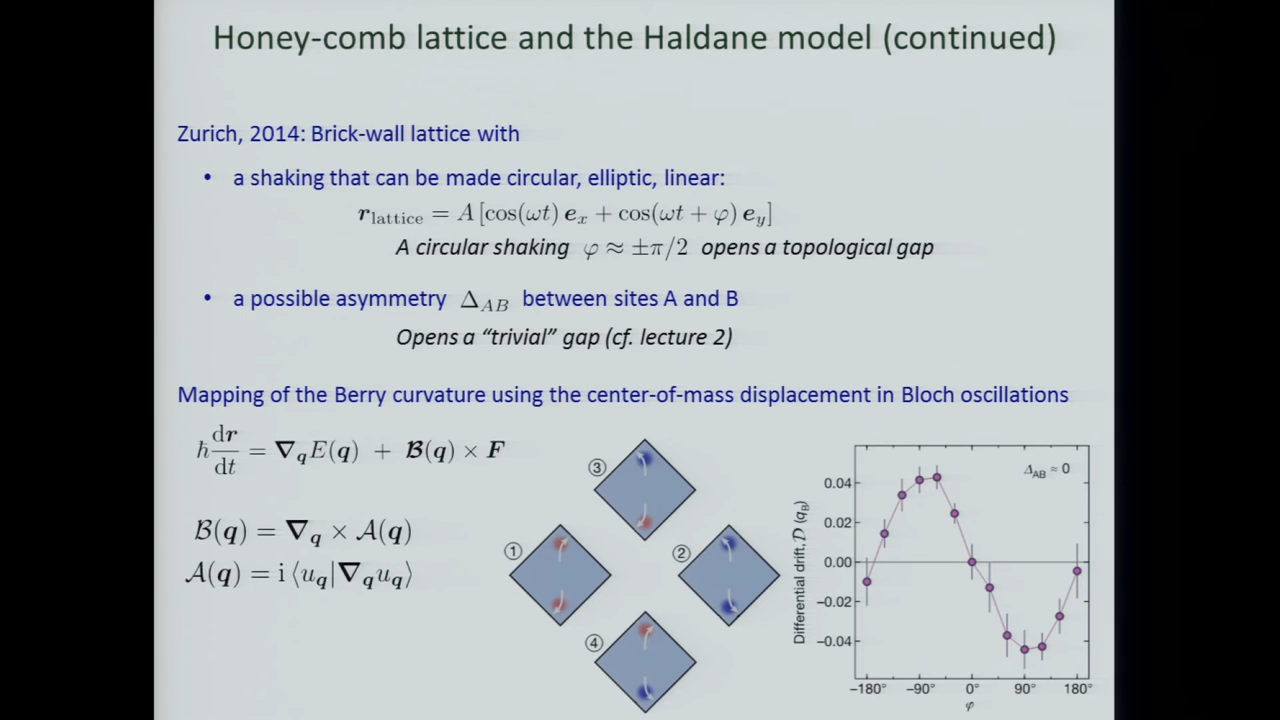 Honey-comb lattice and the Haldane model (continued)
Zurich, 2014: Brick-wall lattice with
• a shaking that can be made circular, elliptic, linear:
r_lattice = A [cos(ωt) e_x + cos(ωt + φ) e_y]
A circular shaking φ ≈ ±π/2 opens a topological gap
• a possible asymmetry Δ_AB between sites A and B
Opens a “trivial” gap (cf. lecture 2)
Mapping of the Berry curvature using the center-of-mass displacement in Bloch oscillations
ħ dr/dt = ∇_q E(q) + B(q) × F
B(q) = ∇_q × A(q)
A(q) = i ⟨u_q|∇_q u_q⟩
③
①
②
④
Δ_AB ≈ 0
Differential drift, D (q_B)
0.04
0.02
0.00
−0.02
−0.04
−180° −90° 0° 90° 180°
φ